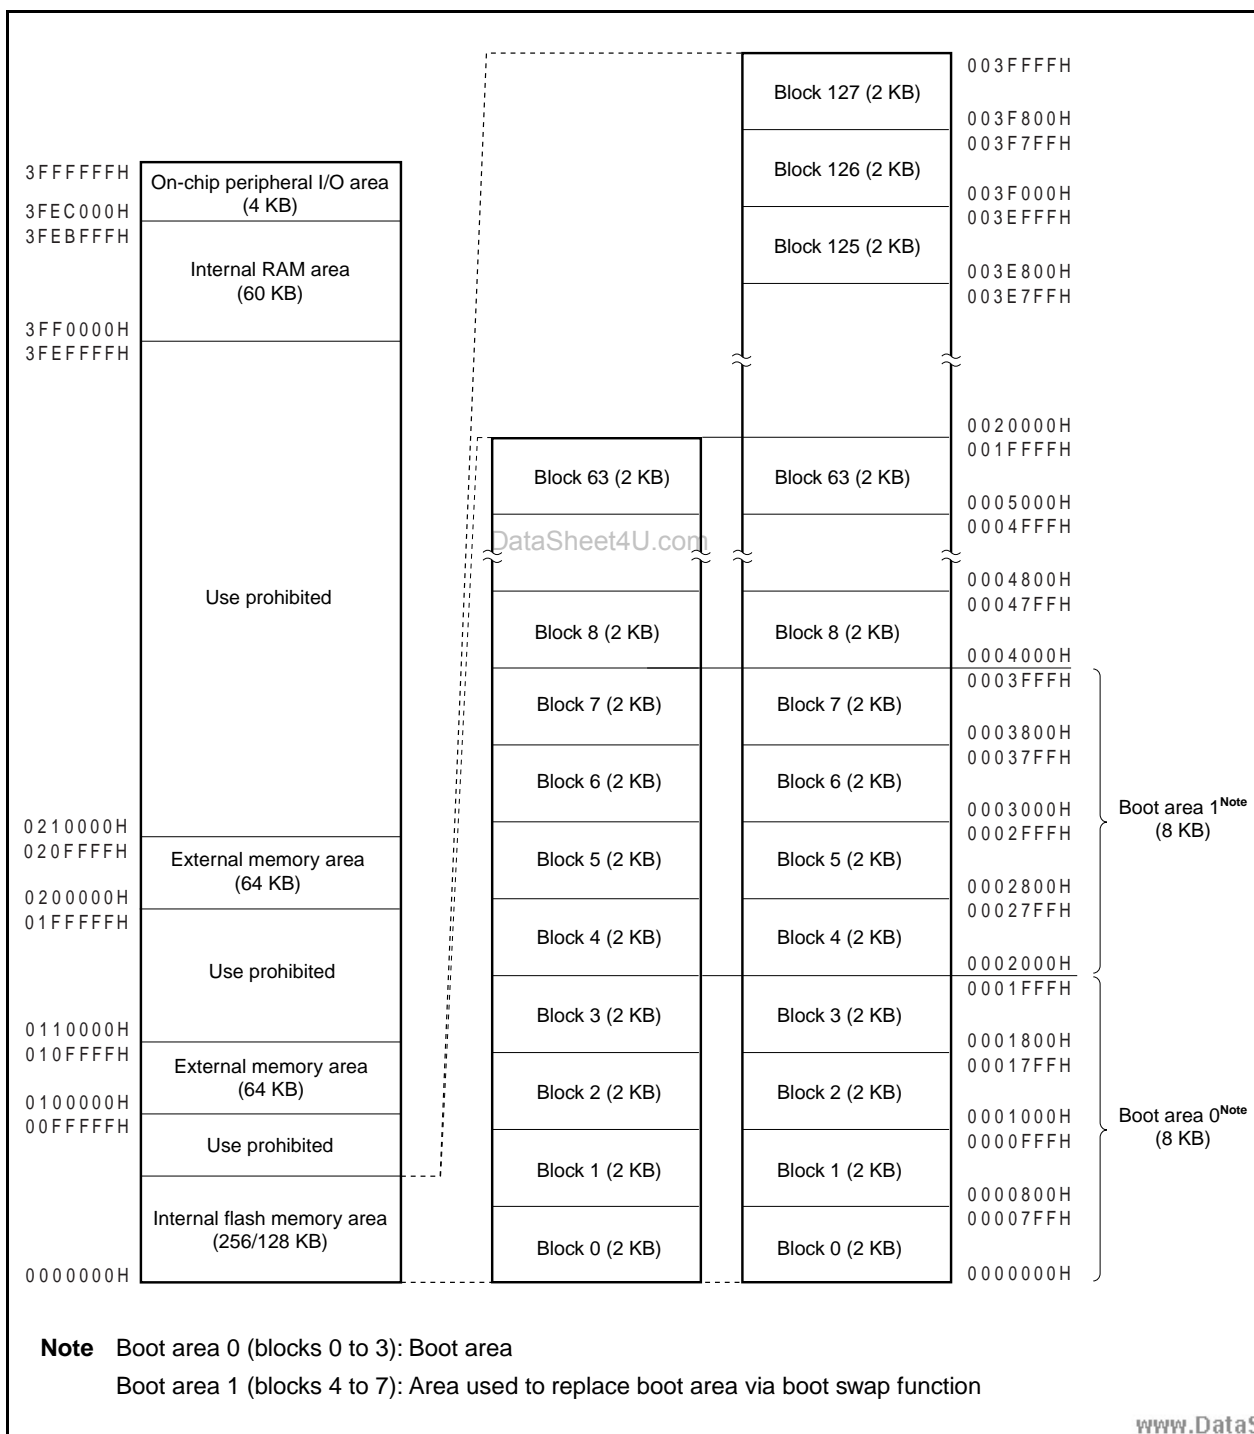 3FFFFFFH
On-chip peripheral I/O area
(4 KB)
3FEC000H
3FEBFFFH
Internal RAM area
(60 KB)
3FF0000H
3FEFFFFH
Use prohibited
0210000H
020FFFFH
External memory area
(64 KB)
0200000H
01FFFFFH
Use prohibited
0110000H
010FFFFH
External memory area
(64 KB)
0100000H
00FFFFFH
Use prohibited
Internal flash memory area
(256/128 KB)
0000000H
Block 63 (2 KB)
DataSheet4U.com
Block 8 (2 KB)
Block 7 (2 KB)
Block 6 (2 KB)
Block 5 (2 KB)
Block 4 (2 KB)
Block 3 (2 KB)
Block 2 (2 KB)
Block 1 (2 KB)
Block 0 (2 KB)
Block 127 (2 KB)
Block 126 (2 KB)
Block 125 (2 KB)
Block 63 (2 KB)
Block 8 (2 KB)
Block 7 (2 KB)
Block 6 (2 KB)
Block 5 (2 KB)
Block 4 (2 KB)
Block 3 (2 KB)
Block 2 (2 KB)
Block 1 (2 KB)
Block 0 (2 KB)
003FFFFH
003F800H
003F7FFH
003F000H
003EFFFH
003E800H
003E7FFH
0020000H
001FFFFH
0005000H
0004FFFH
0004800H
00047FFH
0004000H
0003FFFH
0003800H
00037FFH
0003000H
0002FFFH
0002800H
00027FFH
0002000H
0001FFFH
0001800H
00017FFH
0001000H
0000FFFH
0000800H
00007FFH
0000000H
Boot area 1Note
(8 KB)
Boot area 0Note
(8 KB)
Note Boot area 0 (blocks 0 to 3): Boot area
Boot area 1 (blocks 4 to 7): Area used to replace boot area via boot swap function
www.DataS